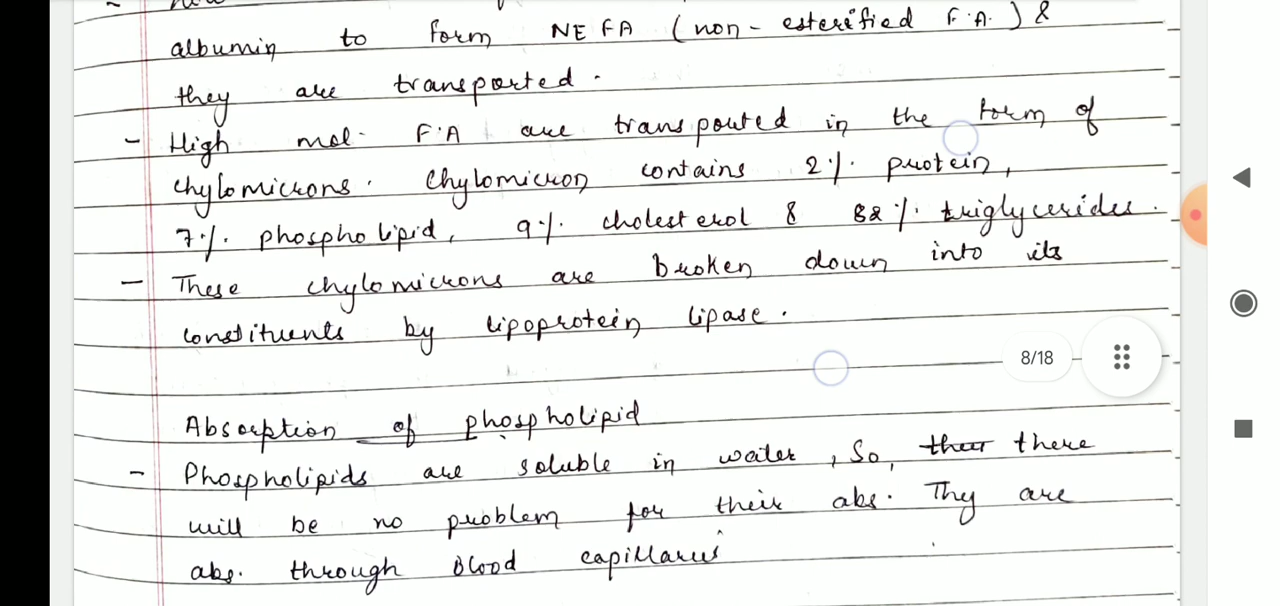 albumin to form NEFA (non-esterified F.A.) &
they are transported.
- High mol. F.A are transported in the form of
chylomicrons. Chylomicron contains 2% protein,
7% phospholipid, 9% cholesterol & 82% triglycerides.
- These chylomicrons are broken down into its
constituents by lipoprotein lipase.
8/18
Absorption of phospholipid
- Phospholipids are soluble in water, So, their there
will be no problem for their abs. Thy are
abs. through blood capillaries